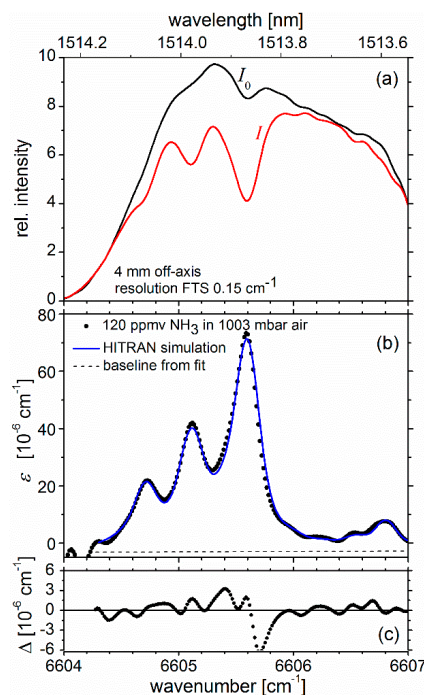 wavelength [nm]
1514.2 1514.0 1513.8 1513.6
10
8
6
4
2
0
rel. intensity
(a)
I₀
I
4 mm off-axis
resolution FTS 0.15 cm⁻¹
80
60
40
20
0
ε [10⁻⁶ cm⁻¹]
120 ppmv NH₃ in 1003 mbar air
HITRAN simulation
baseline from fit
(b)
6
3
0
-3
-6
Δ [10⁻⁶ cm⁻¹]
(c)
6604 6605 6606 6607
wavenumber [cm⁻¹]